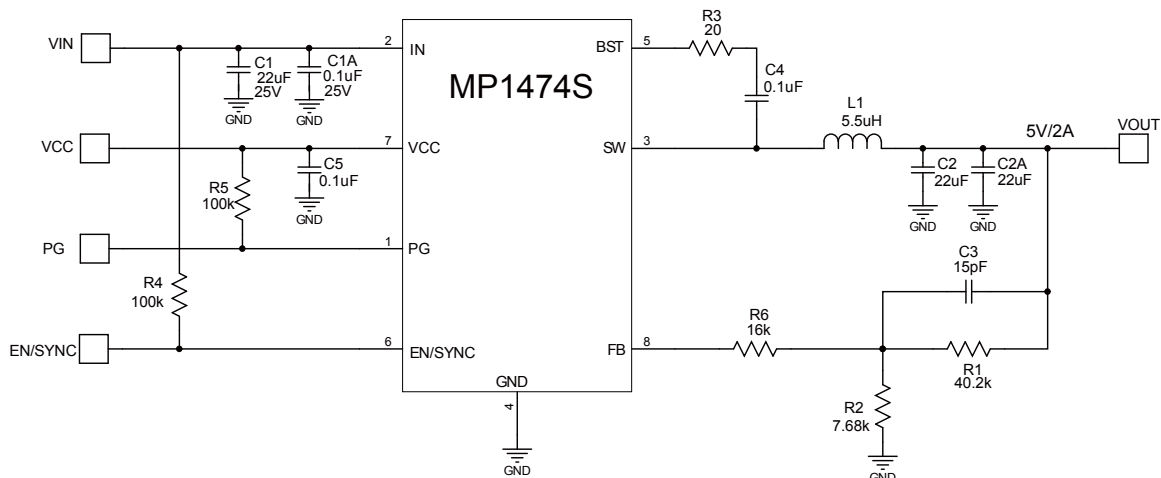 VIN
2
IN
C1
22uF
25V
GND
C1A
0.1uF
25V
GND
VCC
7
VCC
C5
0.1uF
GND
R5
100k
PG
1
PG
R4
100k
EN/SYNC
6
EN/SYNC
MP1474S
GND
4
GND
BST
5
R3
20
C4
0.1uF
SW
3
L1
5.5uH
5V/2A
VOUT
C2
22uF
GND
C2A
22uF
GND
C3
15pF
FB
8
R6
16k
R1
40.2k
R2
7.68k
GND